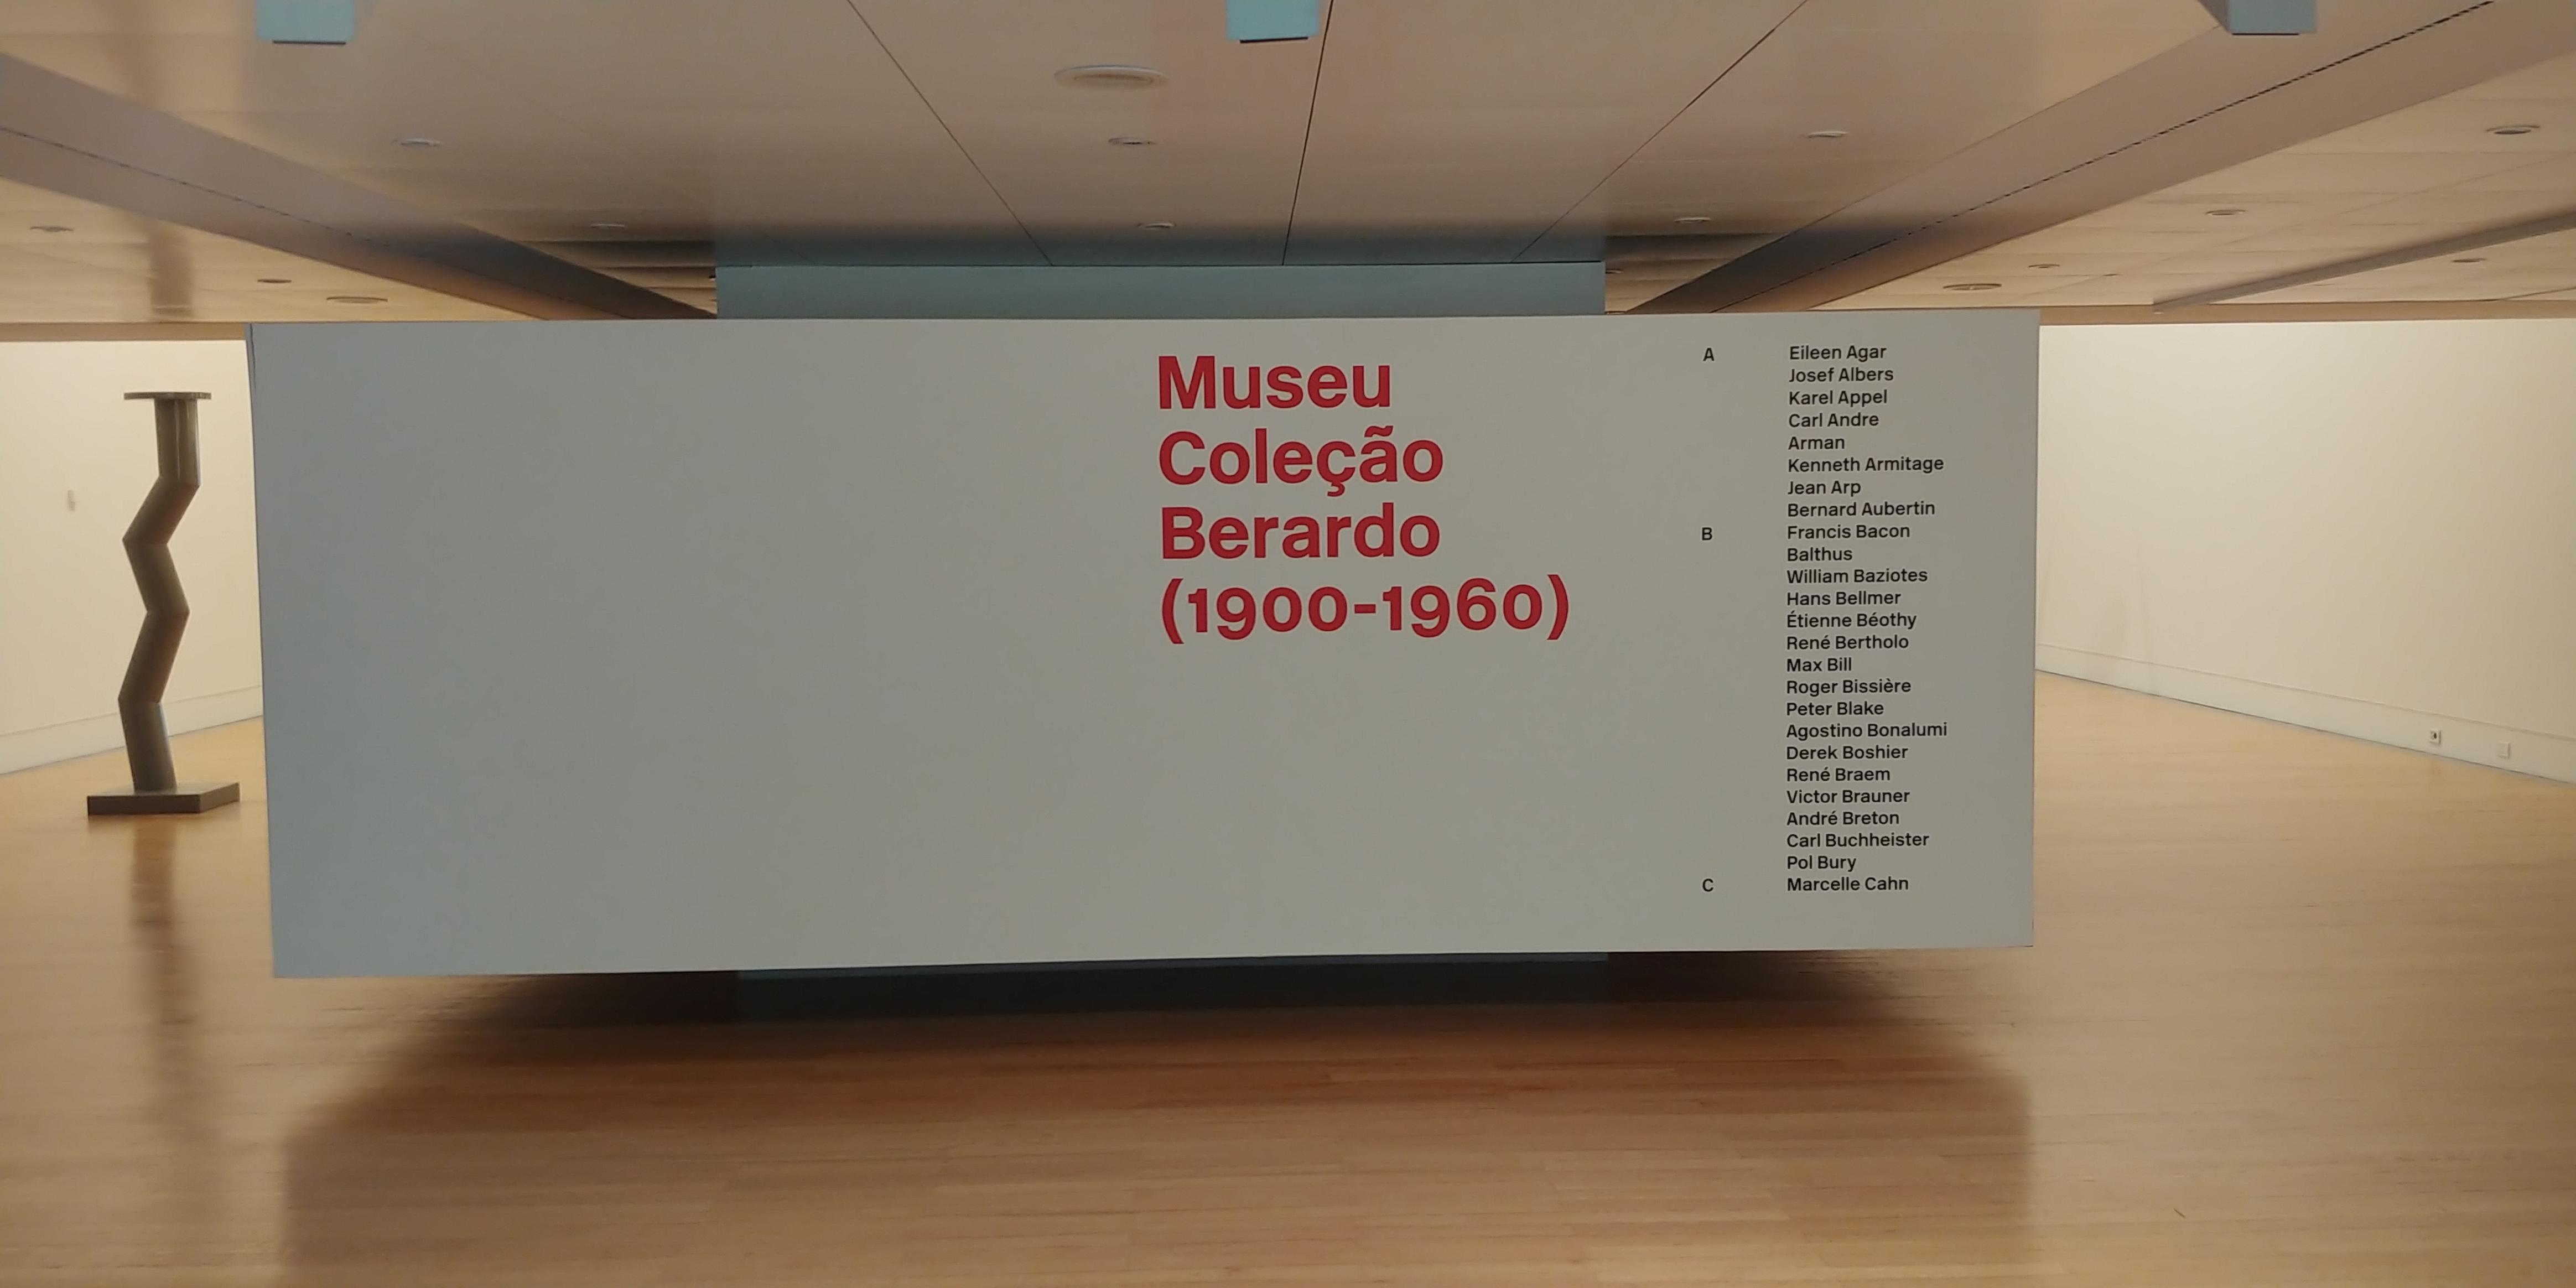 Museu
Coleção
Berardo
(1900-1960)
A Eileen Agar
Josef Albers
Karel Appel
Carl Andre
Arman
Kenneth Armitage
Jean Arp
Bernard Aubertin
B Francis Bacon
Balthus
William Baziotes
Hans Bellmer
Étienne Béothy
René Bertholo
Max Bill
Roger Bissière
Peter Blake
Agostino Bonalumi
Derek Boshier
René Braem
Victor Brauner
André Breton
Carl Buchheister
Pol Bury
C Marcelle Cahn